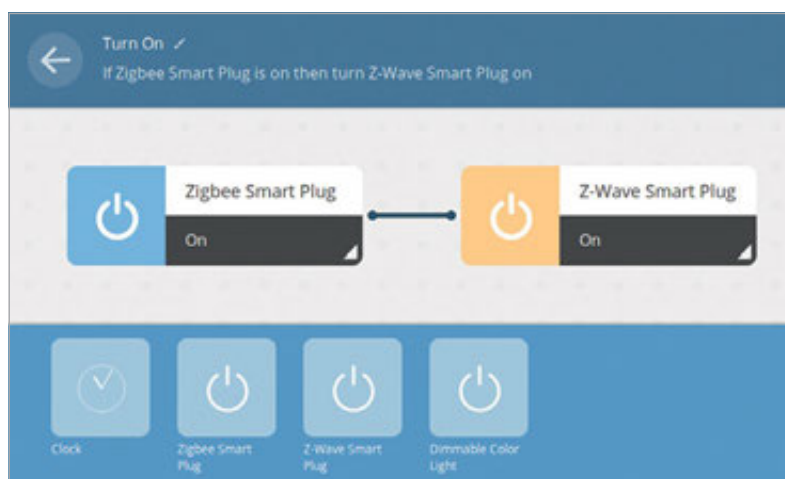 Turn On
If Zigbee Smart Plug is on then turn Z-Wave Smart Plug on
Zigbee Smart Plug
On
Z-Wave Smart Plug
On
Clock
Zigbee Smart
Plug
Z-Wave Smart
Plug
Dimmable Color
Light